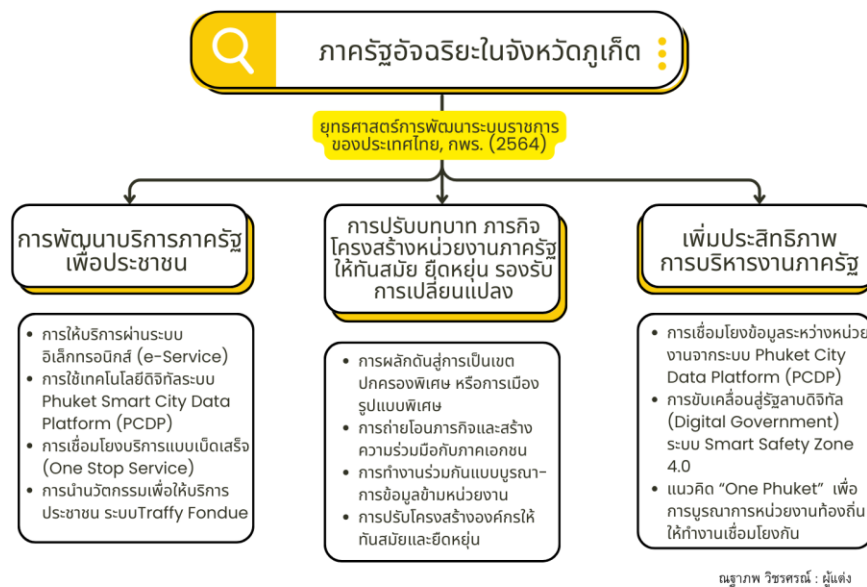 ภาครัฐอัจฉริยะในจังหวัดภูเก็ต
ยุทธศาสตร์การพัฒนาระบบราชการ
ของประเทศไทย, กพร. (2564)
การพัฒนาบริการภาครัฐ
เพื่อประชาชน
• การให้บริการผ่านระบบ
อิเล็กทรอนิกส์ (e-Service)
• การใช้เทคโนโลยีดิจิทัลระบบ
Phuket Smart City Data
Platform (PCDP)
• การเชื่อมโยงบริการแบบเบ็ดเสร็จ
(One Stop Service)
• การนำนวัตกรรมเพื่อให้บริการ
ประชาชน ระบบTraffy Fondue
การปรับบทบาท ภารกิจ
โครงสร้างหน่วยงานภาครัฐ
ให้ทันสมัย ยืดหยุ่น รองรับ
การเปลี่ยนแปลง
• การผลักดันสู่การเป็นเขต
ปกครองพิเศษ หรือการเมือง
รูปแบบพิเศษ
• การถ่ายโอนภารกิจและสร้าง
ความร่วมมือกับภาคเอกชน
• การทำงานร่วมกันแบบบูรณา-
การข้อมูลข้ามหน่วยงาน
• การปรับโครงสร้างองค์กรให้
ทันสมัยและยืดหยุ่น
เพิ่มประสิทธิภาพ
การบริหารงานภาครัฐ
• การเชื่อมโยงข้อมูลระหว่างหน่วย
งานจากระบบ Phuket City
Data Platform (PCDP)
• การขับเคลื่อนสู่รัฐลาบดิจิทัล
(Digital Government)
ระบบ Smart Safety Zone
4.0
• แนวคิด “One Phuket” เพื่อ
การบูรณาการหน่วยงานท้องถิ่น
ให้ทำงานเชื่อมโยงกัน
ณฐาภพ วิชรศรณ์ : ผู้แต่ง